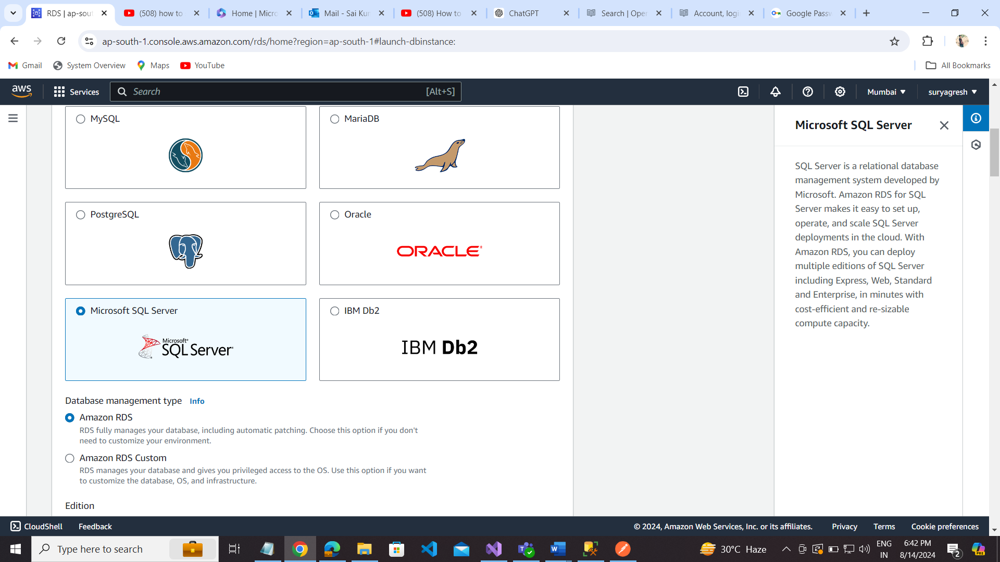 RDS | ap-sout
(508) how to
Home | Micro
Mail - Sai Kur
(508) How to
ChatGPT
Search | Oper
Account, logi
Google Passw
ap-south-1.console.aws.amazon.com/rds/home?region=ap-south-1#launch-dbinstance:
Gmail
System Overview
Maps
YouTube
All Bookmarks
aws
Services
Search
[Alt+S]
Mumbai
suryagresh
MySQL
MariaDB
PostgreSQL
Oracle
ORACLE
Microsoft SQL Server
Microsoft SQL Server
IBM Db2
IBM Db2
Database management type Info
Amazon RDS
RDS fully manages your database, including automatic patching. Choose this option if you don't
need to customize your environment.
Amazon RDS Custom
RDS manages your database and gives you privileged access to the OS. Use this option if you want
to customize the database, OS, and infrastructure.
Edition
Microsoft SQL Server
SQL Server is a relational database
management system developed by
Microsoft. Amazon RDS for SQL
Server makes it easy to set up,
operate, and scale SQL Server
deployments in the cloud. With
Amazon RDS, you can deploy
multiple editions of SQL Server
including Express, Web, Standard
and Enterprise, in minutes with
cost-efficient and re-sizable
compute capacity.
CloudShell
Feedback
© 2024, Amazon Web Services, Inc. or its affiliates.
Privacy
Terms
Cookie preferences
Type here to search
30°C Haze
ENG
IN
6:42 PM
8/14/2024
2
PRE